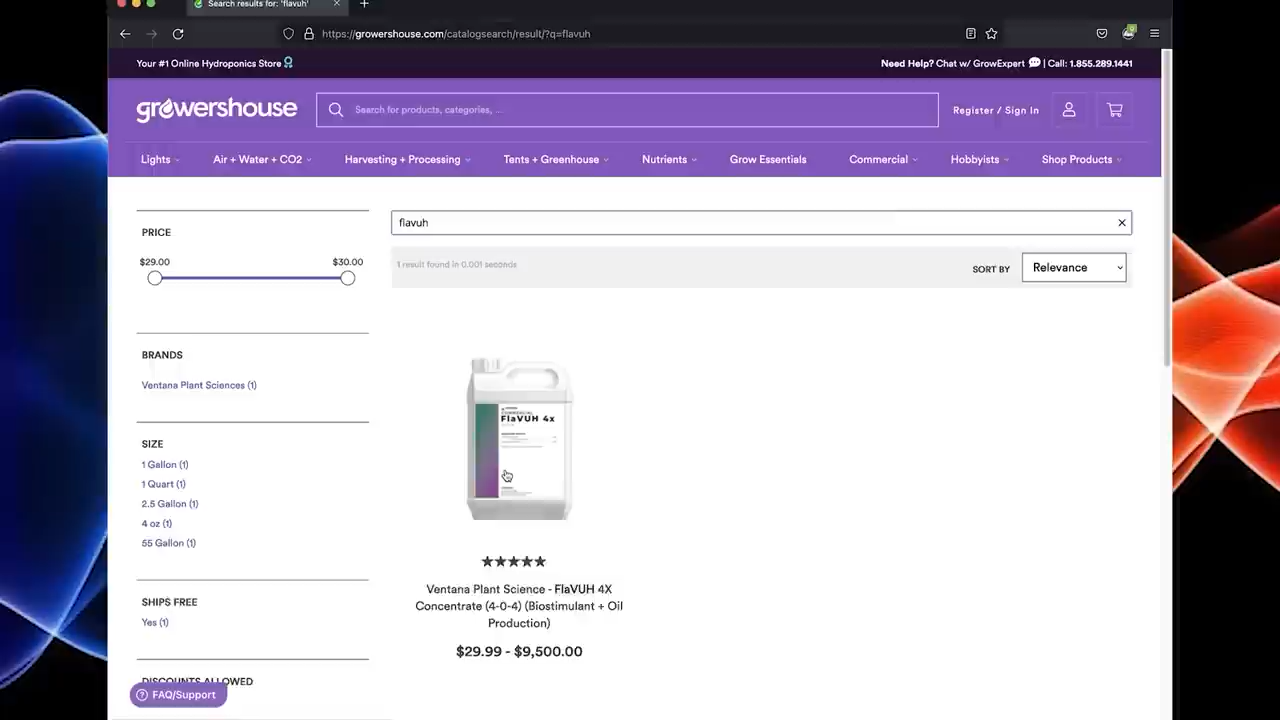 Search results for: 'flavuh'
https://growershouse.com/catalogsearch/result/?q=flavuh
Your #1 Online Hydroponics Store
Need Help? Chat w/ GrowExpert | Call: 1.855.289.1441
growershouse
Search for products, categories, ...
Register / Sign In
Lights
Air + Water + CO2
Harvesting + Processing
Tents + Greenhouse
Nutrients
Grow Essentials
Commercial
Hobbyists
Shop Products
PRICE
$29.00
$30.00
BRANDS
Ventana Plant Sciences (1)
SIZE
1 Gallon (1)
1 Quart (1)
2.5 Gallon (1)
4 oz (1)
55 Gallon (1)
SHIPS FREE
Yes (1)
DISCOUNTS ALLOWED
FAQ/Support
flavuh
1 result found in 0.001 seconds
SORT BY
Relevance
FlaVUH 4x
Ventana Plant Science - FlaVUH 4X
Concentrate (4-0-4) (Biostimulant + Oil
Production)
$29.99 - $9,500.00